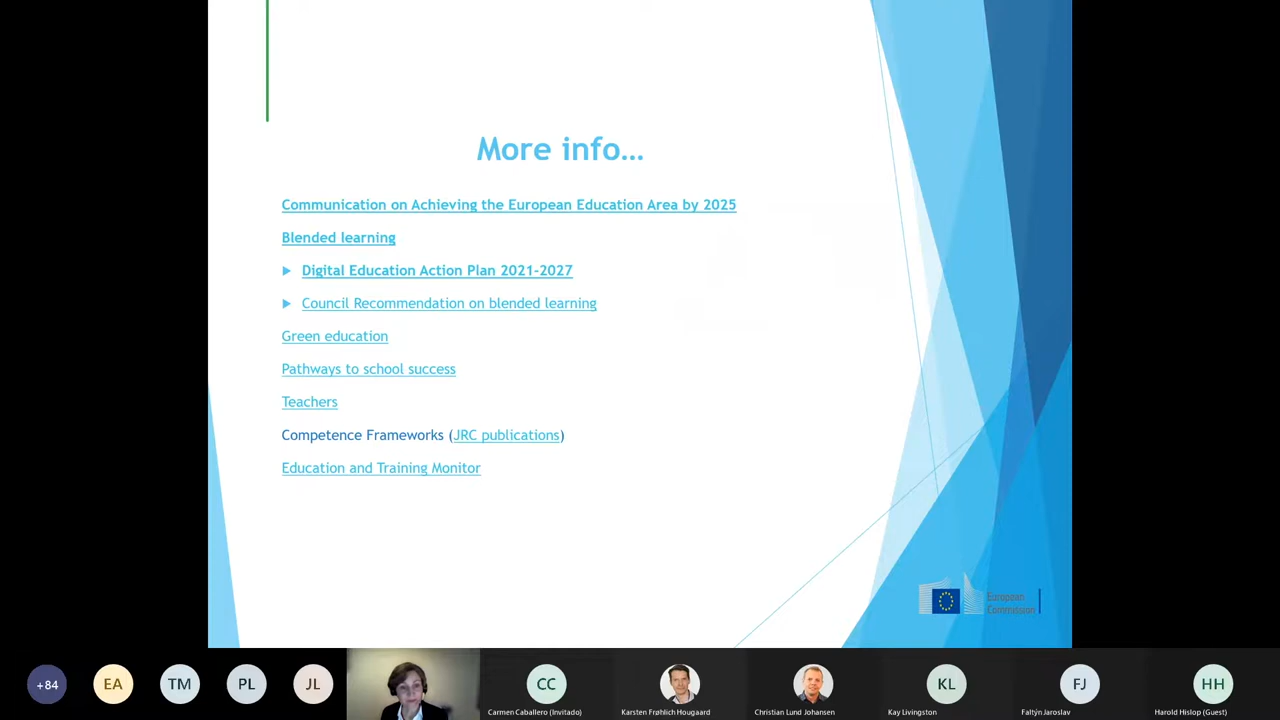 More info…
Communication on Achieving the European Education Area by 2025
Blended learning
Digital Education Action Plan 2021-2027
Council Recommendation on blended learning
Green education
Pathways to school success
Teachers
Competence Frameworks (JRC publications)
Education and Training Monitor
European
Commission
+84
EA
TM
PL
JL
CC
KL
FJ
HH
Carmen Caballero (Invitado)
Karsten Frøhlich Hougaard
Christian Lund Johansen
Kay Livingston
Faltýn Jaroslav
Harold Hislop (Guest)